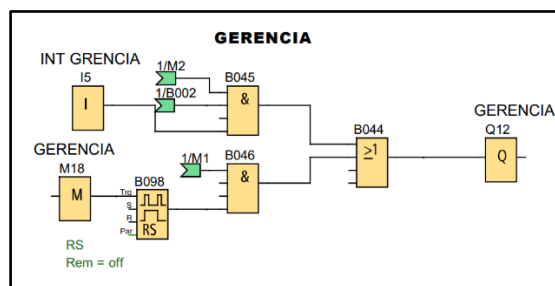 GERENCIA
INT GRENCIA
I5
I
1/M2
1/B002
B045
&
GERENCIA
M18
M
B098
Trg
S
R
Par
RS
1/M1
B046
&
B044
>1
GERENCIA
Q12
Q
RS
Rem = off